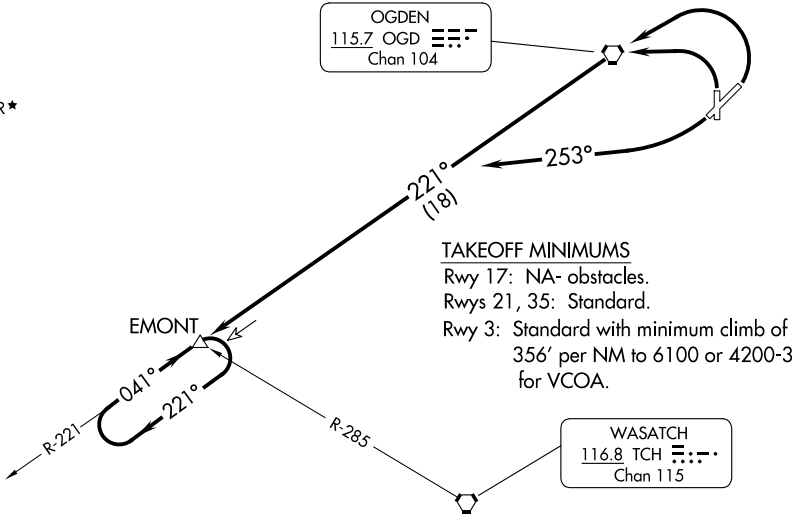 OGDEN
115.7 OGD
Chan 104
R★
253°
221°
(18)
TAKEOFF MINIMUMS
Rwy 17: NA- obstacles.
Rwys 21, 35: Standard.
Rwy 3: Standard with minimum climb of
356' per NM to 6100 or 4200-3
for VCOA.
EMONT
041°
221°
R-221
R-285
WASATCH
116.8 TCH
Chan 115